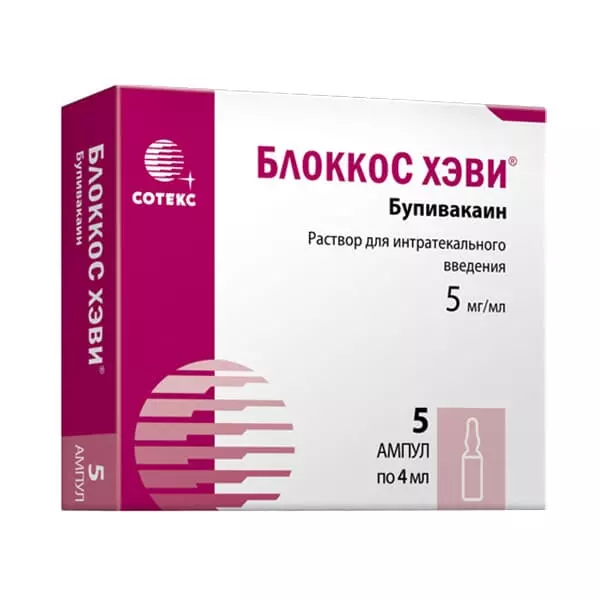 БЛОККОС ХЭВИ®
Бупивакаин
5
АМПУЛ
СОТЕКС
БЛОККОС ХЭВИ®
Бупивакаин
Раствор для интратекального
введения
5 мг/мл
5
АМПУЛ
по 4 мл